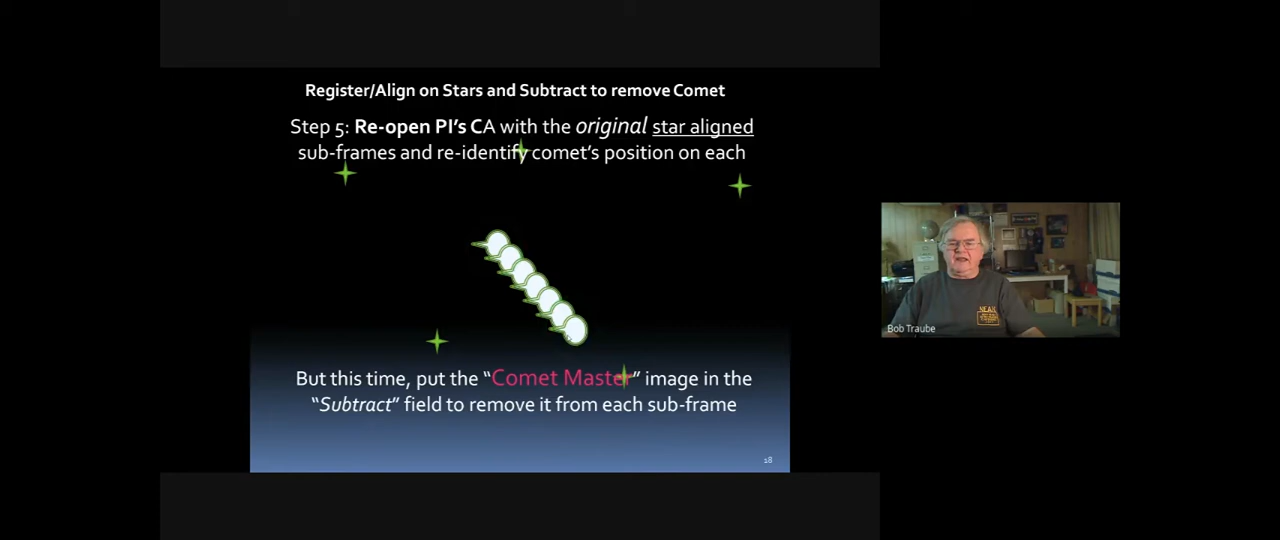 Register/Align on Stars and Subtract to remove Comet
Step 5: Re-open PI's CA with the original star aligned
sub-frames and re-identify comet's position on each
But this time, put the “Comet Master” image in the
“Subtract” field to remove it from each sub-frame
18
Bob Traube